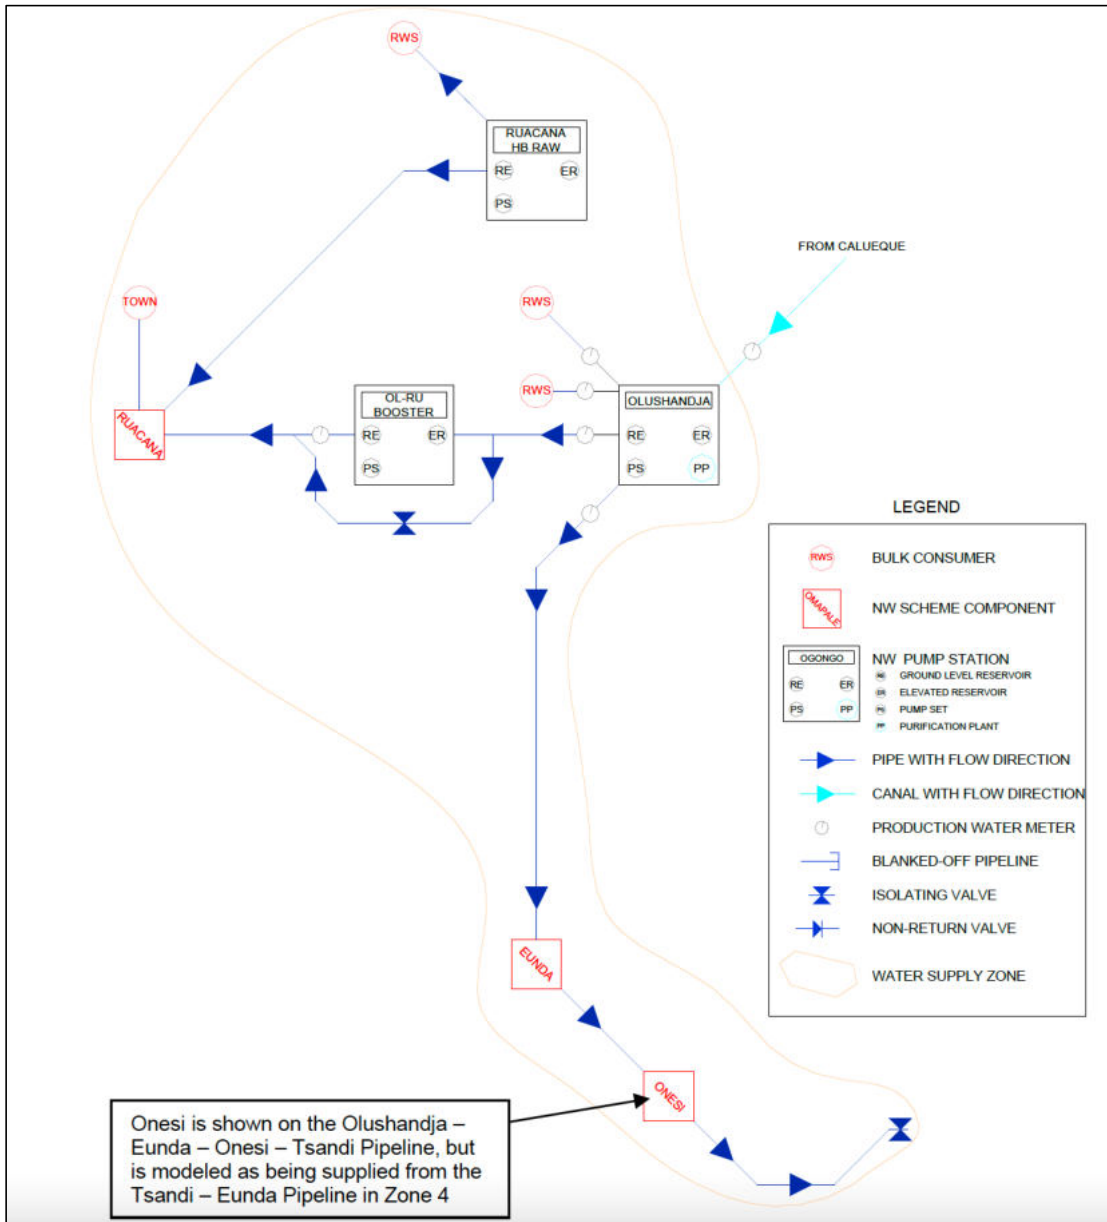 RWS
RUACANA
HB RAW
RE
ER
PS
FROM CALUEQUE
TOWN
RWS
RWS
RUACANA
OL-RU
BOOSTER
RE
ER
PS
OLUSHANDJA
RE
ER
PS
PP
EUNDA
ONESI
Onesi is shown on the Olushandja –
Eunda – Onesi – Tsandi Pipeline, but
is modeled as being supplied from the
Tsandi – Eunda Pipeline in Zone 4
LEGEND
RWS
BULK CONSUMER
OMAPALE
NW SCHEME COMPONENT
OGONGO
RE
ER
PS
PP
NW PUMP STATION
RE GROUND LEVEL RESERVOIR
ER ELEVATED RESERVOIR
PS PUMP SET
PP PURIFICATION PLANT
PIPE WITH FLOW DIRECTION
CANAL WITH FLOW DIRECTION
PRODUCTION WATER METER
BLANKED-OFF PIPELINE
ISOLATING VALVE
NON-RETURN VALVE
WATER SUPPLY ZONE